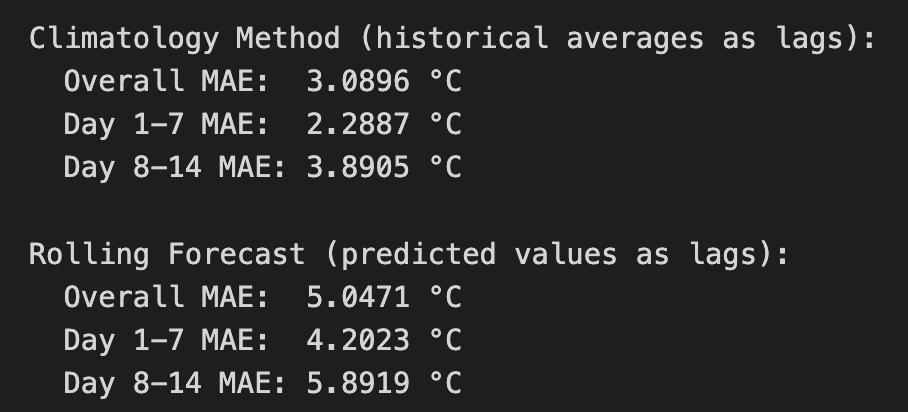 Climatology Method (historical averages as lags):
Overall MAE: 3.0896 °C
Day 1–7 MAE: 2.2887 °C
Day 8–14 MAE: 3.8905 °C
Rolling Forecast (predicted values as lags):
Overall MAE: 5.0471 °C
Day 1–7 MAE: 4.2023 °C
Day 8–14 MAE: 5.8919 °C